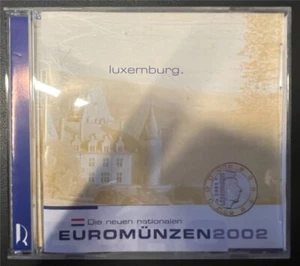 luxemburg.
Die neuen nationalen
EUROMÜNZEN2002